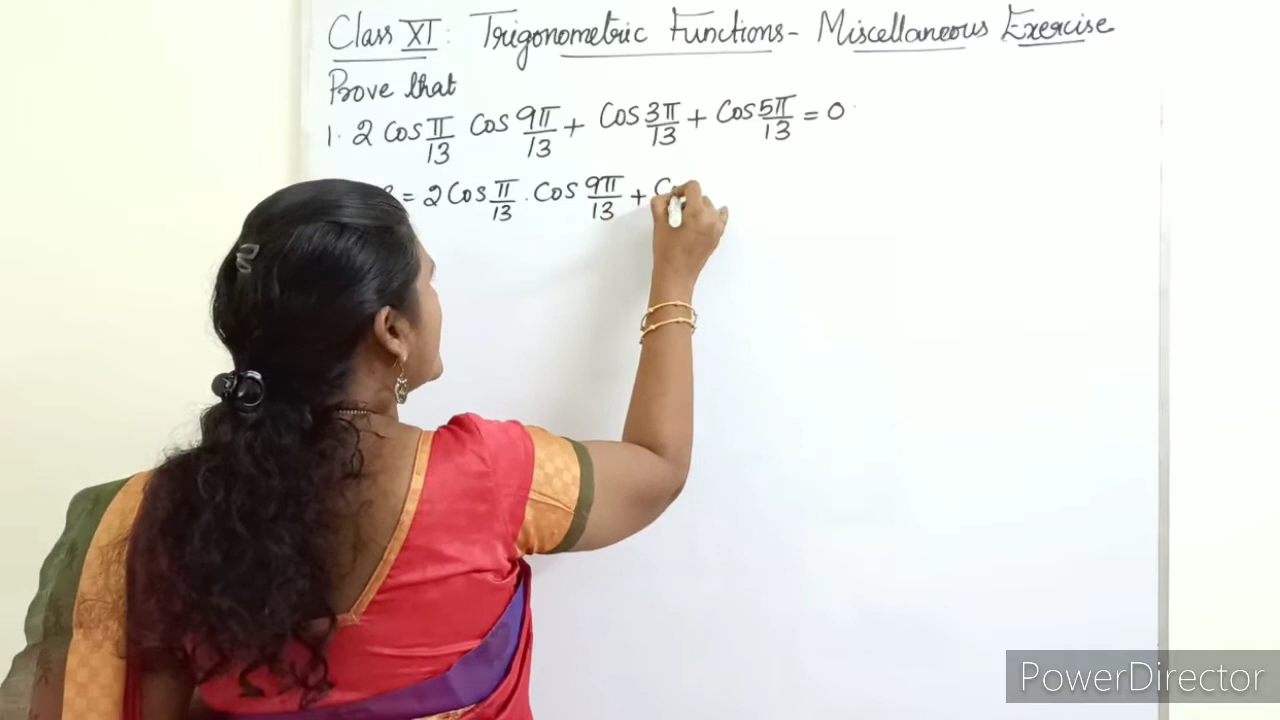 Class XI: Trigonometric Functions- Miscellaneous Exercise
Prove that
1. 2 cos π/13 cos 9π/13 + cos 3π/13 + cos 5π/13 = 0
= 2 cos π/13 . cos 9π/13 +
PowerDirector